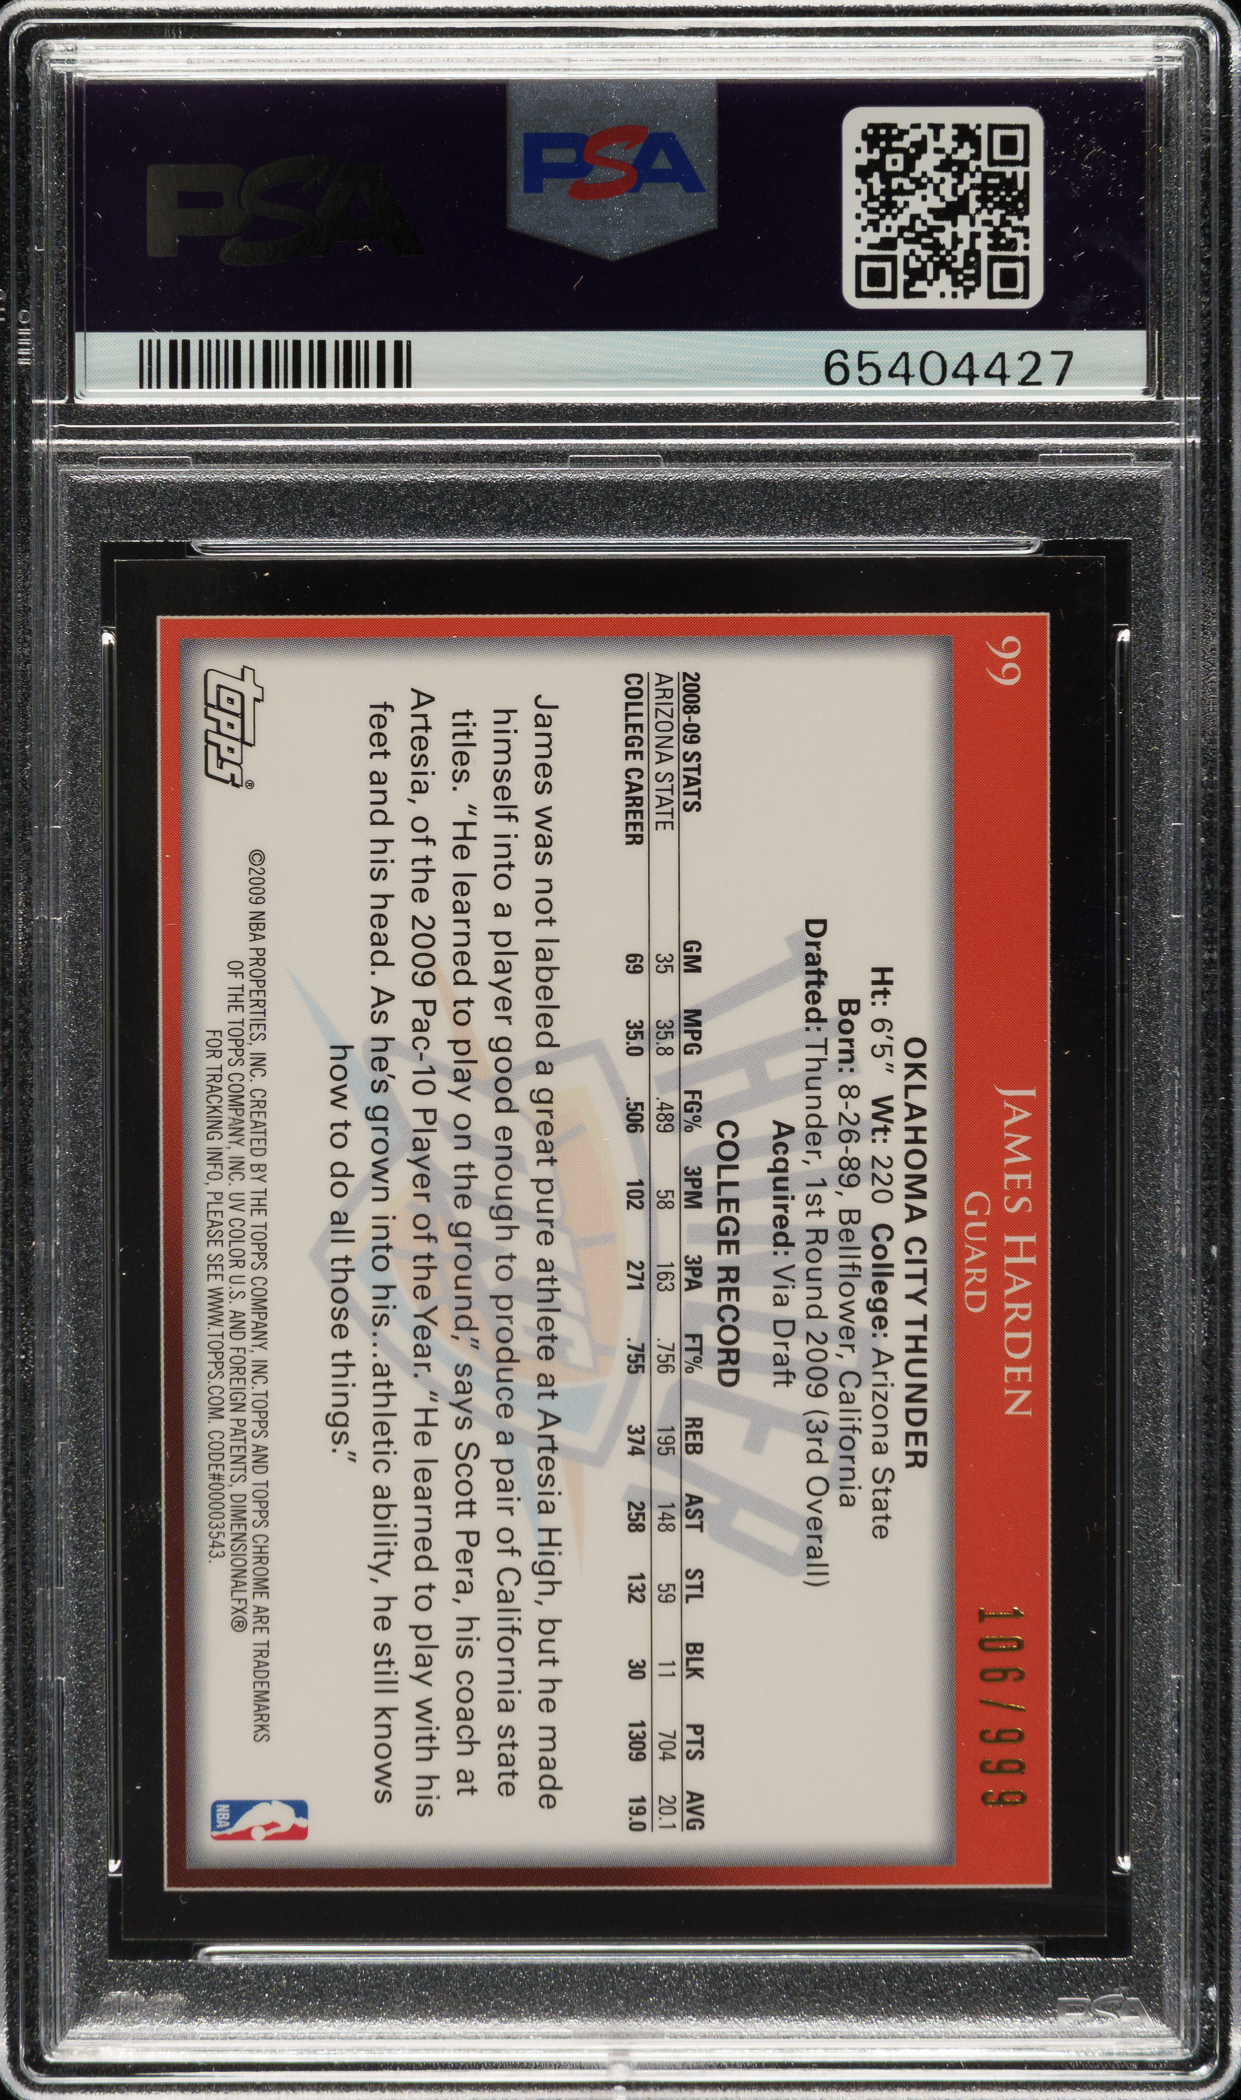 PSA
PSA
65404427
99
JAMES HARDEN
GUARD
106/999
OKLAHOMA CITY THUNDER
Ht: 6'5" Wt: 220 College: Arizona State
Born: 8-26-89, Bellflower, California
Drafted: Thunder, 1st Round 2009 (3rd Overall)
Acquired: Via Draft
COLLEGE RECORD
2008-09 STATS GM MPG FG% 3PM 3PA FT% REB AST STL BLK PTS AVG
ARIZONA STATE 35 35.8 .489 58 163 .756 195 148 59 11 704 20.1
COLLEGE CAREER 69 35.0 .506 102 271 .755 374 258 132 30 1309 19.0
James was not labeled a great pure athlete at Artesia High, but he made
himself into a player good enough to produce a pair of California state
titles. “He learned to play on the ground,” says Scott Pera, his coach at
Artesia, of the 2009 Pac-10 Player of the Year. “He learned to play with his
feet and his head. As he's grown into his...athletic ability, he still knows
how to do all those things.”
THUNDER
OKC
Topps®
©2009 NBA PROPERTIES, INC. CREATED BY THE TOPPS COMPANY, INC. TOPPS AND TOPPS CHROME ARE TRADEMARKS
OF THE TOPPS COMPANY, INC. UV COLOR U.S. AND FOREIGN PATENTS, DIMENSIONALFX®
FOR TRACKING INFO, PLEASE SEE WWW.TOPPS.COM. CODE#00003543.
NBA
PSA